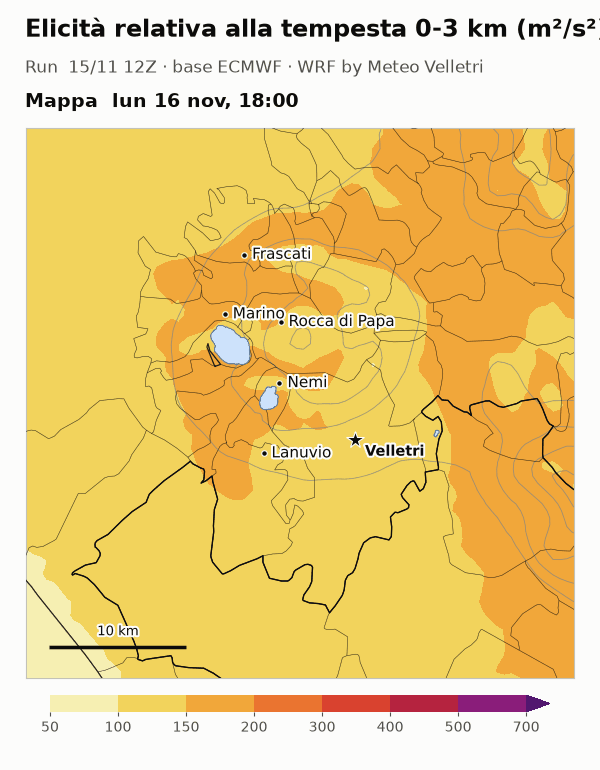 Elicità relativa alla tempesta 0-3 km (m²/s²)
Run  15/11 12Z · base ECMWF · WRF by Meteo Velletri
Mappa  lun 16 nov, 18:00
Frascati
Marino
Rocca di Papa
Nemi
Velletri
Lanuvio
10 km
50 100 150 200 300 400 500 700